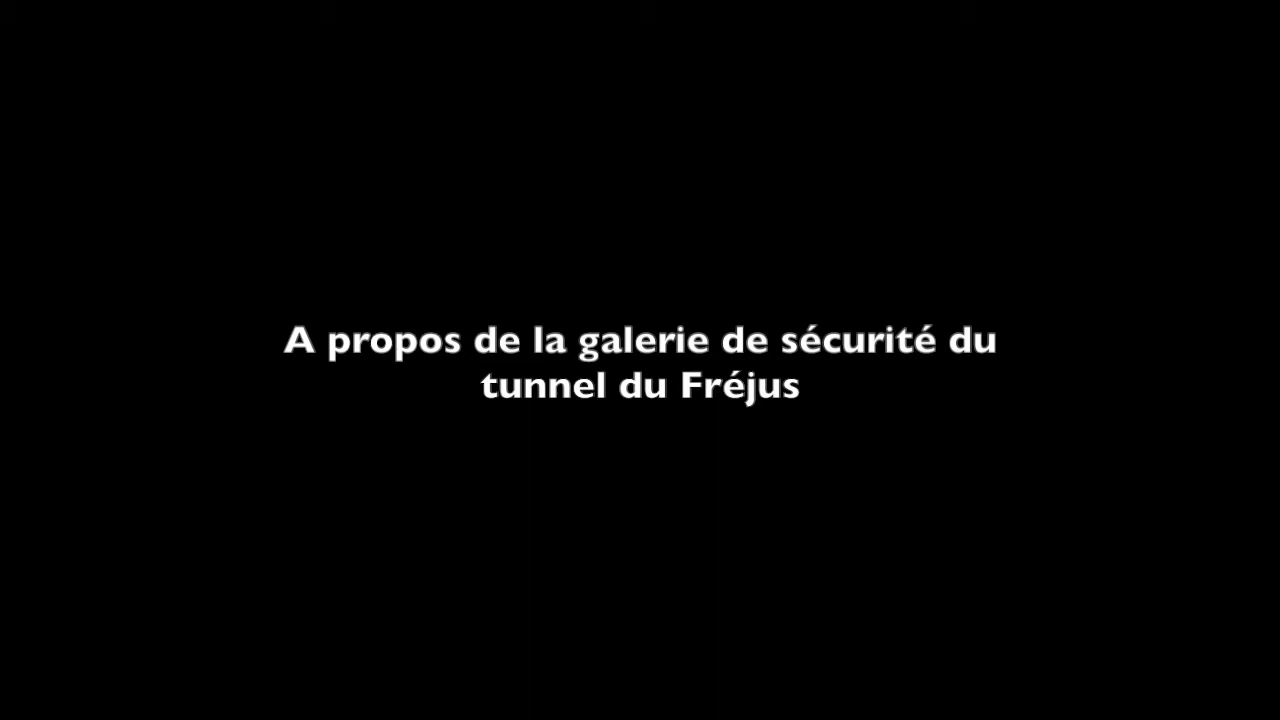 A propos de la galerie de sécurité du
tunnel du Fréjus